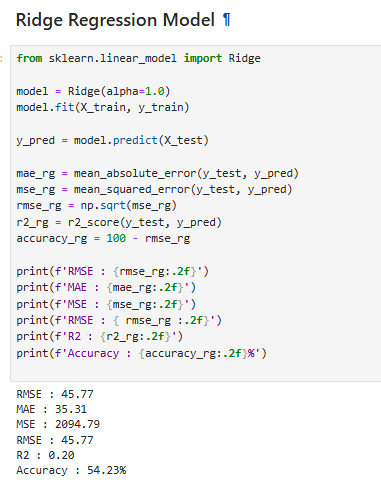 Ridge Regression Model ¶
from sklearn.linear_model import Ridge
model = Ridge(alpha=1.0)
model.fit(X_train, y_train)
y_pred = model.predict(X_test)
mae_rg = mean_absolute_error(y_test, y_pred)
mse_rg = mean_squared_error(y_test, y_pred)
rmse_rg = np.sqrt(mse_rg)
r2_rg = r2_score(y_test, y_pred)
accuracy_rg = 100 - rmse_rg
print(f'RMSE : {rmse_rg:.2f}')
print(f'MAE : {mae_rg:.2f}')
print(f'MSE : {mse_rg:.2f}')
print(f'RMSE : { rmse_rg :.2f}')
print(f'R2 : {r2_rg:.2f}')
print(f'Accuracy : {accuracy_rg:.2f}%')
RMSE : 45.77
MAE : 35.31
MSE : 2094.79
RMSE : 45.77
R2 : 0.20
Accuracy : 54.23%